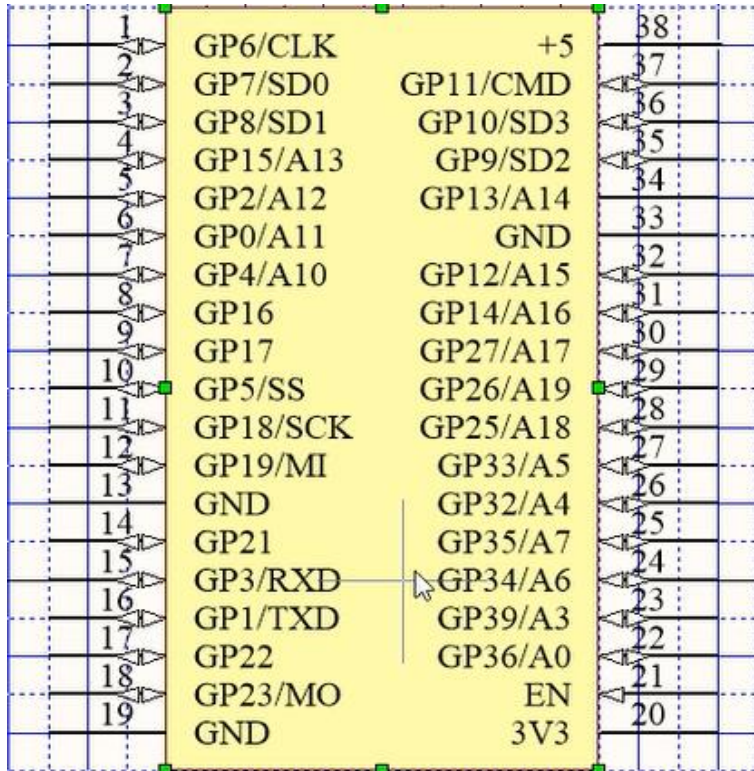 1 GP6/CLK +5 38
2 GP7/SD0 GP11/CMD 37
3 GP8/SD1 GP10/SD3 36
4 GP15/A13 GP9/SD2 35
5 GP2/A12 GP13/A14 34
6 GP0/A11 GND 33
7 GP4/A10 GP12/A15 32
8 GP16 GP14/A16 31
9 GP17 GP27/A17 30
10 GP5/SS GP26/A19 29
11 GP18/SCK GP25/A18 28
12 GP19/MI GP33/A5 27
13 GND GP32/A4 26
14 GP21 GP35/A7 25
15 GP3/RXD GP34/A6 24
16 GP1/TXD GP39/A3 23
17 GP22 GP36/A0 22
18 GP23/MO EN 21
19 GND 3V3 20